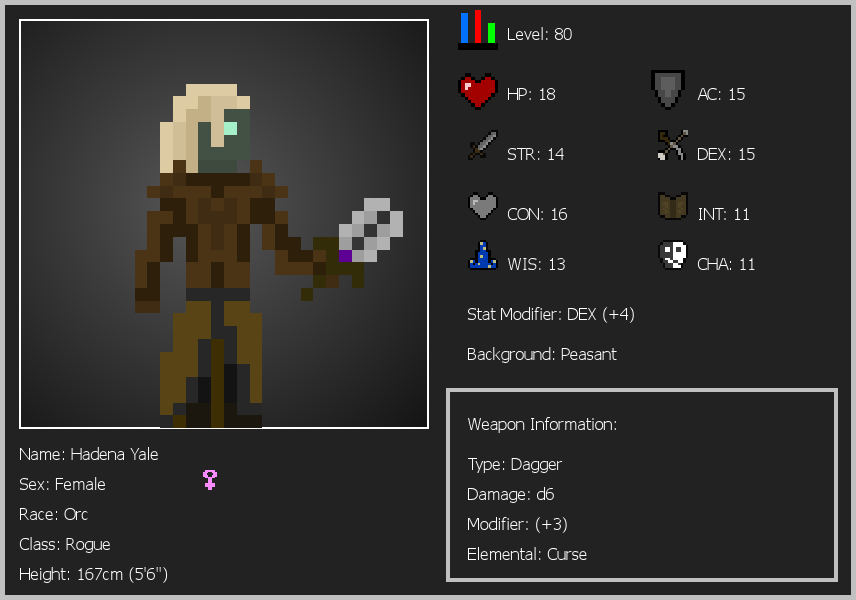 Level: 80
HP: 18
AC: 15
STR: 14
DEX: 15
CON: 16
INT: 11
WIS: 13
CHA: 11
Stat Modifier: DEX (+4)
Background: Peasant
Weapon Information:
Type: Dagger
Damage: d6
Modifier: (+3)
Elemental: Curse
Name: Hadena Yale
Sex: Female
Race: Orc
Class: Rogue
Height: 167cm (5'6")